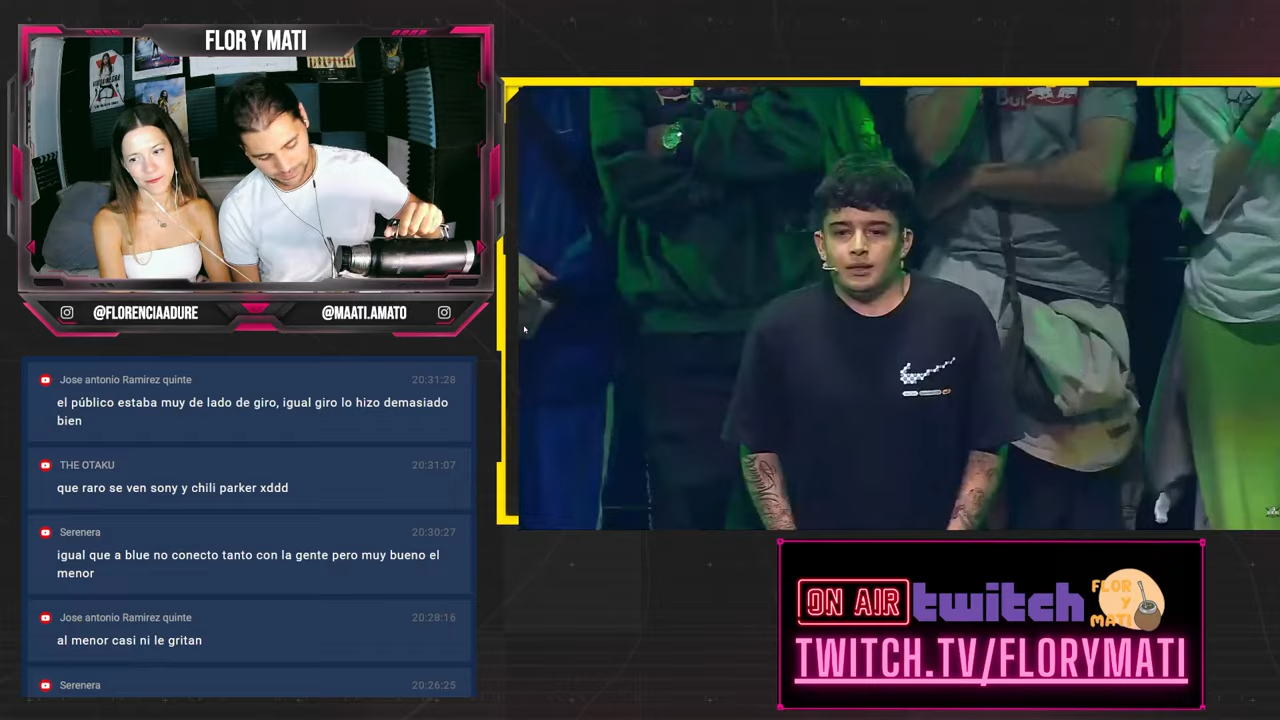 FLOR Y MATI
@FLORENCIAADURE
@MAATI.AMATO
Jose antonio Ramirez quinte
20:31:28
el público estaba muy de lado de giro, igual giro lo hizo demasiado
bien
THE OTAKU
20:31:07
que raro se ven sony y chili parker xddd
Serenera
20:30:27
igual que a blue no conecto tanto con la gente pero muy bueno el
menor
Jose antonio Ramirez quinte
20:28:16
al menor casi ni le gritan
Serenera
20:26:25
ON AIR
twitch
FLOR
Y
MATI
TWITCH.TV/FLORYMATI